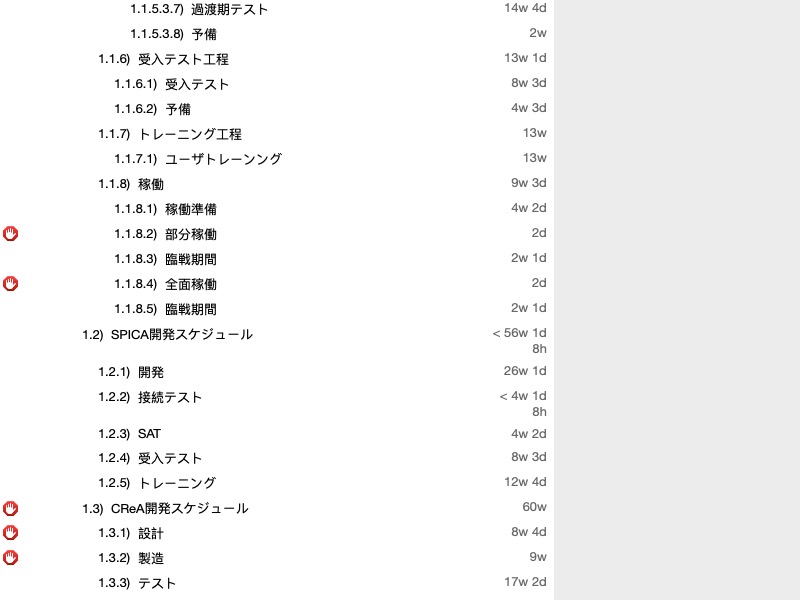 1.1.5.3.7) 過渡期テスト 14w 4d
1.1.5.3.8) 予備 2w
1.1.6) 受入テスト工程 13w 1d
1.1.6.1) 受入テスト 8w 3d
1.1.6.2) 予備 4w 3d
1.1.7) トレーニング工程 13w
1.1.7.1) ユーザトレーンング 13w
1.1.8) 稼働 9w 3d
1.1.8.1) 稼働準備 4w 2d
1.1.8.2) 部分稼働 2d
1.1.8.3) 臨戦期間 2w 1d
1.1.8.4) 全面稼働 2d
1.1.8.5) 臨戦期間 2w 1d
1.2) SPICA開発スケジュール < 56w 1d
8h
1.2.1) 開発 26w 1d
1.2.2) 接続テスト < 4w 1d
8h
1.2.3) SAT 4w 2d
1.2.4) 受入テスト 8w 3d
1.2.5) トレーニング 12w 4d
1.3) CReA開発スケジュール 60w
1.3.1) 設計 8w 4d
1.3.2) 製造 9w
1.3.3) テスト 17w 2d